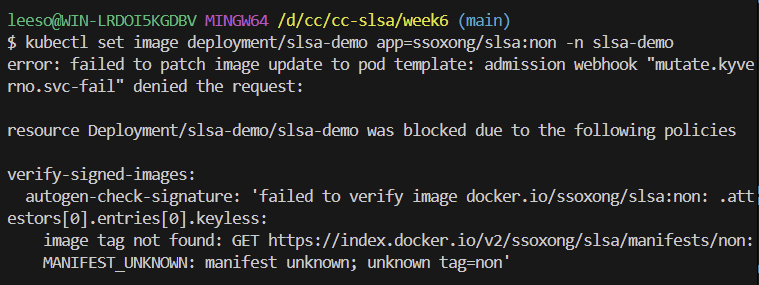 leeso@WIN-LRDOI5KGDBV MINGW64 /d/cc/cc-slsa/week6 (main)
$ kubectl set image deployment/slsa-demo app=ssoxong/slsa:non -n slsa-demo
error: failed to patch image update to pod template: admission webhook "mutate.kyve
rno.svc-fail" denied the request:
resource Deployment/slsa-demo/slsa-demo was blocked due to the following policies
verify-signed-images:
autogen-check-signature: 'failed to verify image docker.io/ssoxong/slsa:non: .att
estors[0].entries[0].keyless:
image tag not found: GET https://index.docker.io/v2/ssoxong/slsa/manifests/non:
MANIFEST_UNKNOWN: manifest unknown; unknown tag=non'